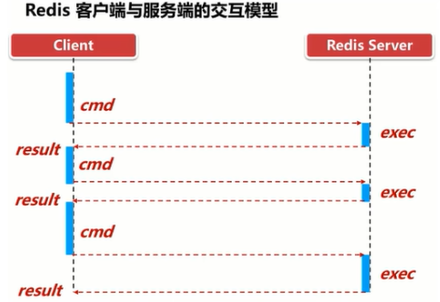 Redis 客户端与服务端的交互模型
Client
Redis Server
cmd
exec
result
cmd
exec
result
cmd
exec
result